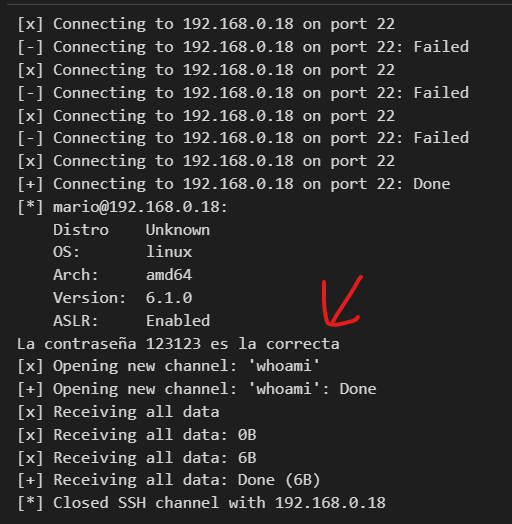 [x] Connecting to 192.168.0.18 on port 22
[-] Connecting to 192.168.0.18 on port 22: Failed
[x] Connecting to 192.168.0.18 on port 22
[-] Connecting to 192.168.0.18 on port 22: Failed
[x] Connecting to 192.168.0.18 on port 22
[-] Connecting to 192.168.0.18 on port 22: Failed
[x] Connecting to 192.168.0.18 on port 22
[+] Connecting to 192.168.0.18 on port 22: Done
[*] mario@192.168.0.18:
    Distro    Unknown
    OS:       linux
    Arch:     amd64
    Version:  6.1.0
    ASLR:     Enabled
La contraseña 123123 es la correcta
[x] Opening new channel: 'whoami'
[+] Opening new channel: 'whoami': Done
[x] Receiving all data
[x] Receiving all data: 0B
[x] Receiving all data: 6B
[+] Receiving all data: Done (6B)
[*] Closed SSH channel with 192.168.0.18